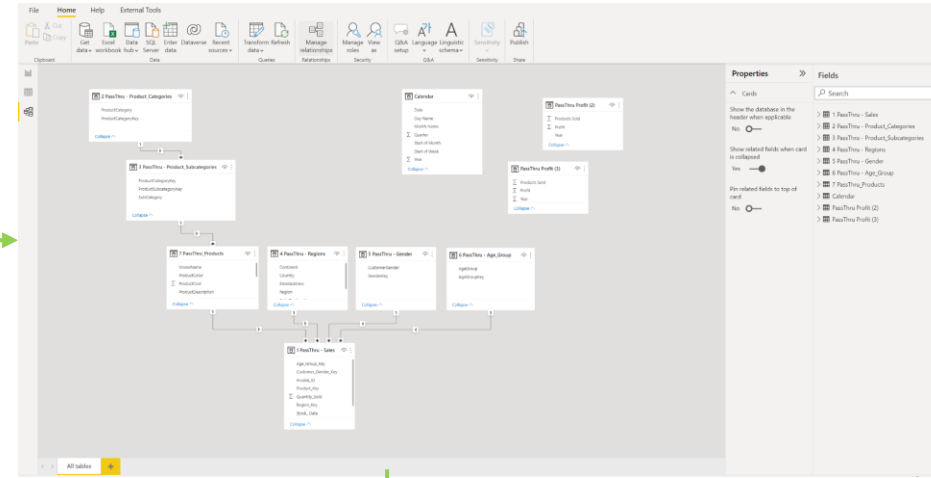 File Home Help External Tools
Paste
Cut
Copy
Get data
Excel workbook
Data hub
SQL Server
Enter data
Dataverse
Recent sources
Transform data
Refresh
Manage relationships
Manage roles
View as
Q&A setup
Language
Linguistic schema
Sensitivity
Publish
Clipboard
Data
Queries
Relationships
Security
Q&A
Sensitivity
Share
2 PassThru - Product_Categories
ProductCategory
ProductCategoryKey
Collapse
3 PassThru - Product_Subcategories
ProductCategoryKey
ProductSubcategoryKey
SubCategory
Collapse
Calendar
Date
Day Name
Month Name
Σ Quarter
Start of Month
Start of Week
Σ Year
Collapse
PassThru Profit (2)
Σ Products Sold
Σ Profit
Year
Collapse
PassThru Profit (3)
Σ Products Sold
Σ Profit
Σ Year
Collapse
7 PassThru_Products
ModelName
ProductColor
Σ ProductCost
ProductDescription
Collapse
4 PassThru - Regions
Continent
Country
Region
Collapse
5 PassThru - Gender
CustomerGender
GenderKey
Collapse
6 PassThru - Age_Group
AgeGroup
AgeGroupKey
Collapse
1 PassThru - Sales
Age_Group_Key
Customer_Gender_Key
Invoice_ID
Product_Key
Σ Quantity_Sold
Region_Key
Stock_Date
Collapse
Properties
Cards
Show the database in the
header when applicable
No
Show related fields when card
is collapsed
Yes
Pin related fields to top of
card
No
Fields
Search
1 PassThru - Sales
2 PassThru - Product_Categories
3 PassThru - Product_Subcategories
4 PassThru - Regions
5 PassThru - Gender
6 PassThru - Age_Group
7 PassThru_Products
Calendar
PassThru Profit (2)
PassThru Profit (3)
All tables +